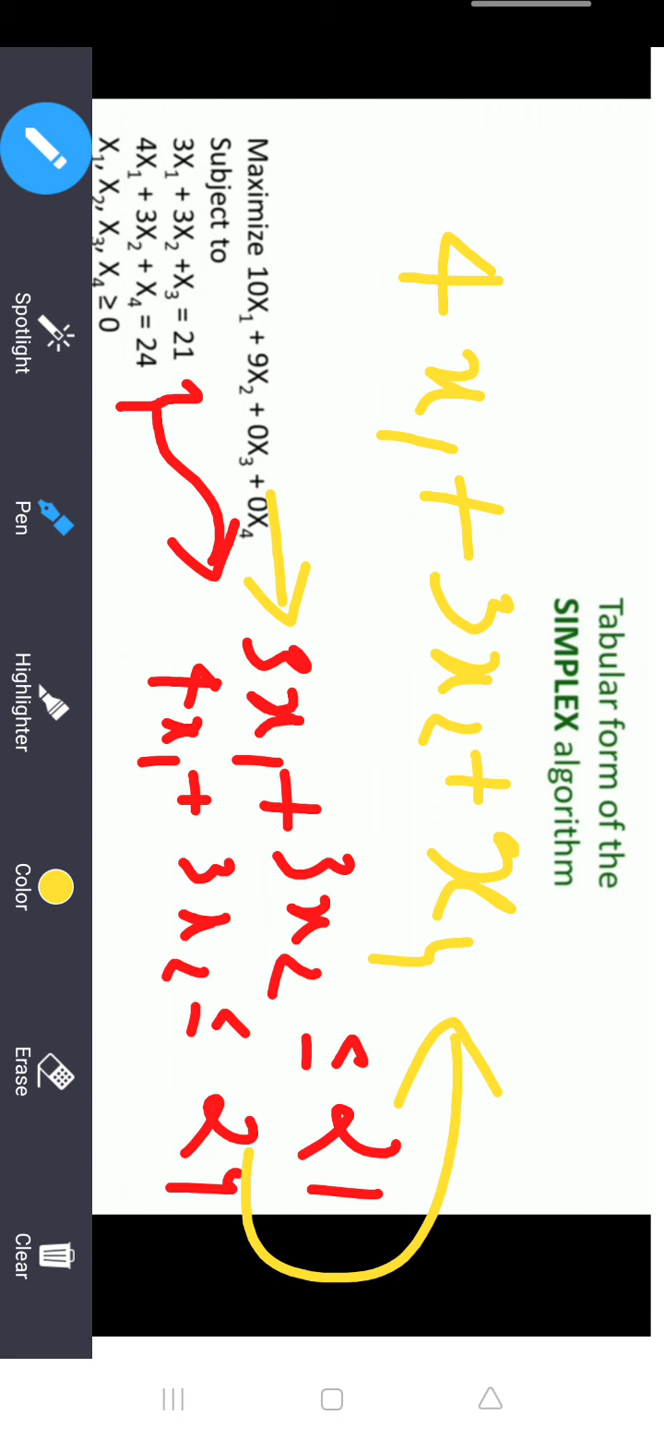 Tabular form of the
SIMPLEX algorithm
4x₁ + 3x₂ + x₄
Maximize 10X₁ + 9X₂ + 0X₃ + 0X₄
Subject to
3X₁ + 3X₂ +X₃ = 21
4X₁ + 3X₂ + X₄ = 24
X₁, X₂, X₃, X₄ ≥ 0
3x₁ + 3x₂ ≤ 21
4x₁ + 3x₂ ≤ 24
Spotlight
Pen
Highlighter
Color
Erase
Clear